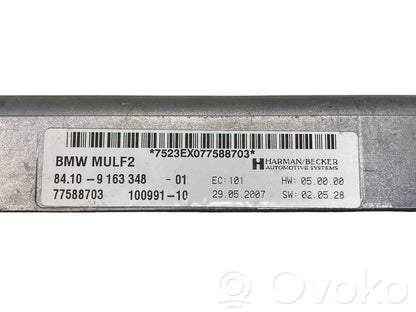 *7523EX077588703*
BMW MULF2
HARMAN/BECKER
AUTOMOTIVE SYSTEMS
84.10 - 9 163 348 - 01
EC: 101
HW: 05.00.00
77588703
100991-10
29.05.2007
SW: 02.05.28
ovoko